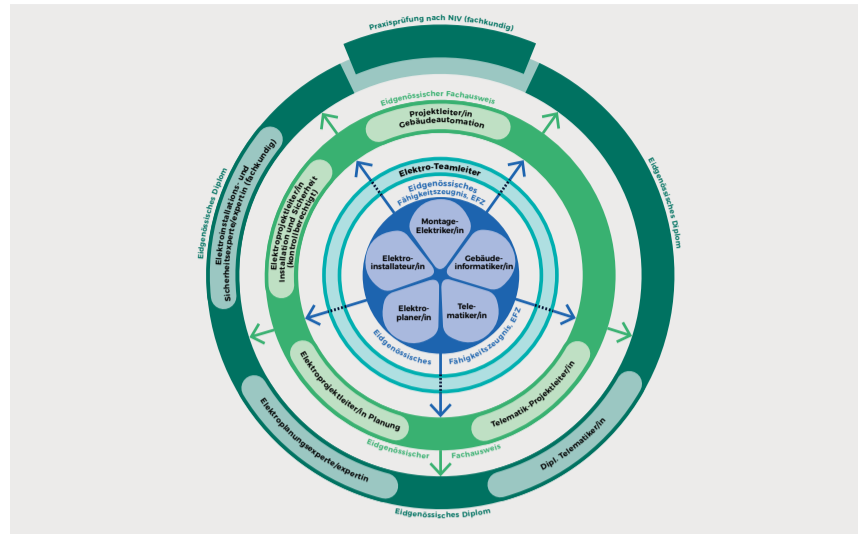 Praxisprüfung nach NIV (fachkundig)
Eidgenössischer Fachausweis
Projektleiter/in
Gebäudeautomation
Elektro-Teamleiter
Eidgenössisches
Fähigkeitszeugnis, EFZ
Montage-
Elektriker/in
Elektro-
installateur/in
Gebäude-
informatiker/in
Elektro-
planer/in
Tele-
matiker/in
Eidgenössisches
Fähigkeitszeugnis, EFZ
Elektroprojektleiter/in
Installation und Sicherheit
(kontrollberechtigt)
Eidgenössisches Diplom
Elektroinstallations- und
Sicherheitsexperte/expertin (fachkundig)
Eidgenössisches Diplom
Elektroprojektleiter/in Planung
Telematik-Projektleiter/in
Eidgenössischer
Fachausweis
Elektroplanungsexperte/expertin
Dipl. Telematiker/in
Eidgenössisches Diplom